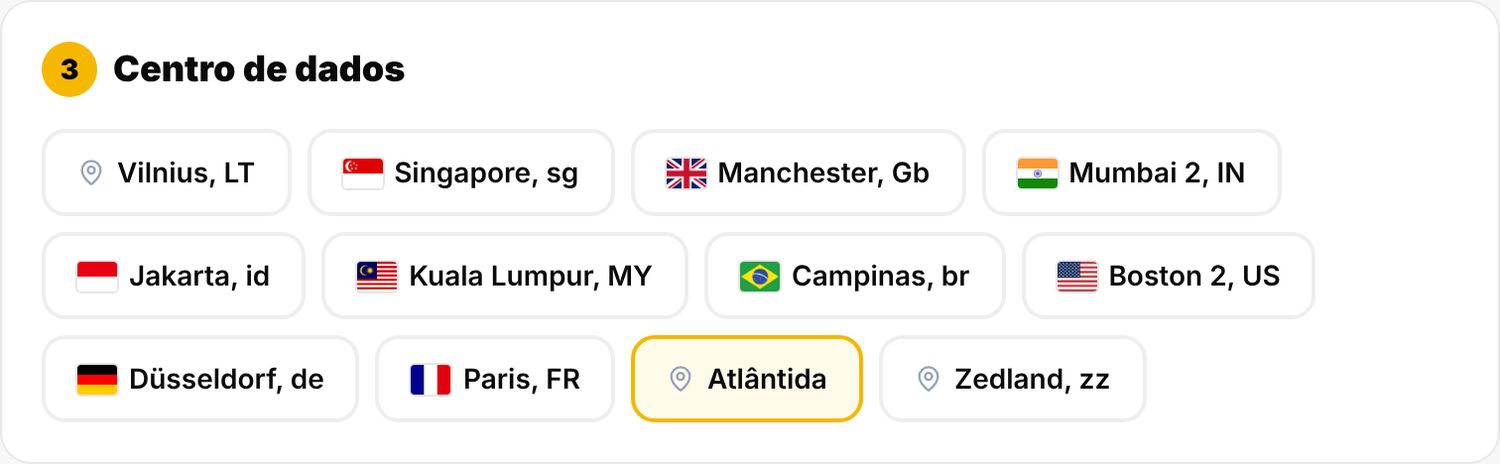 3 Centro de dados
Vilnius, LT
Singapore, sg
Manchester, Gb
Mumbai 2, IN
Jakarta, id
Kuala Lumpur, MY
Campinas, br
Boston 2, US
Düsseldorf, de
Paris, FR
Atlântida
Zedland, zz